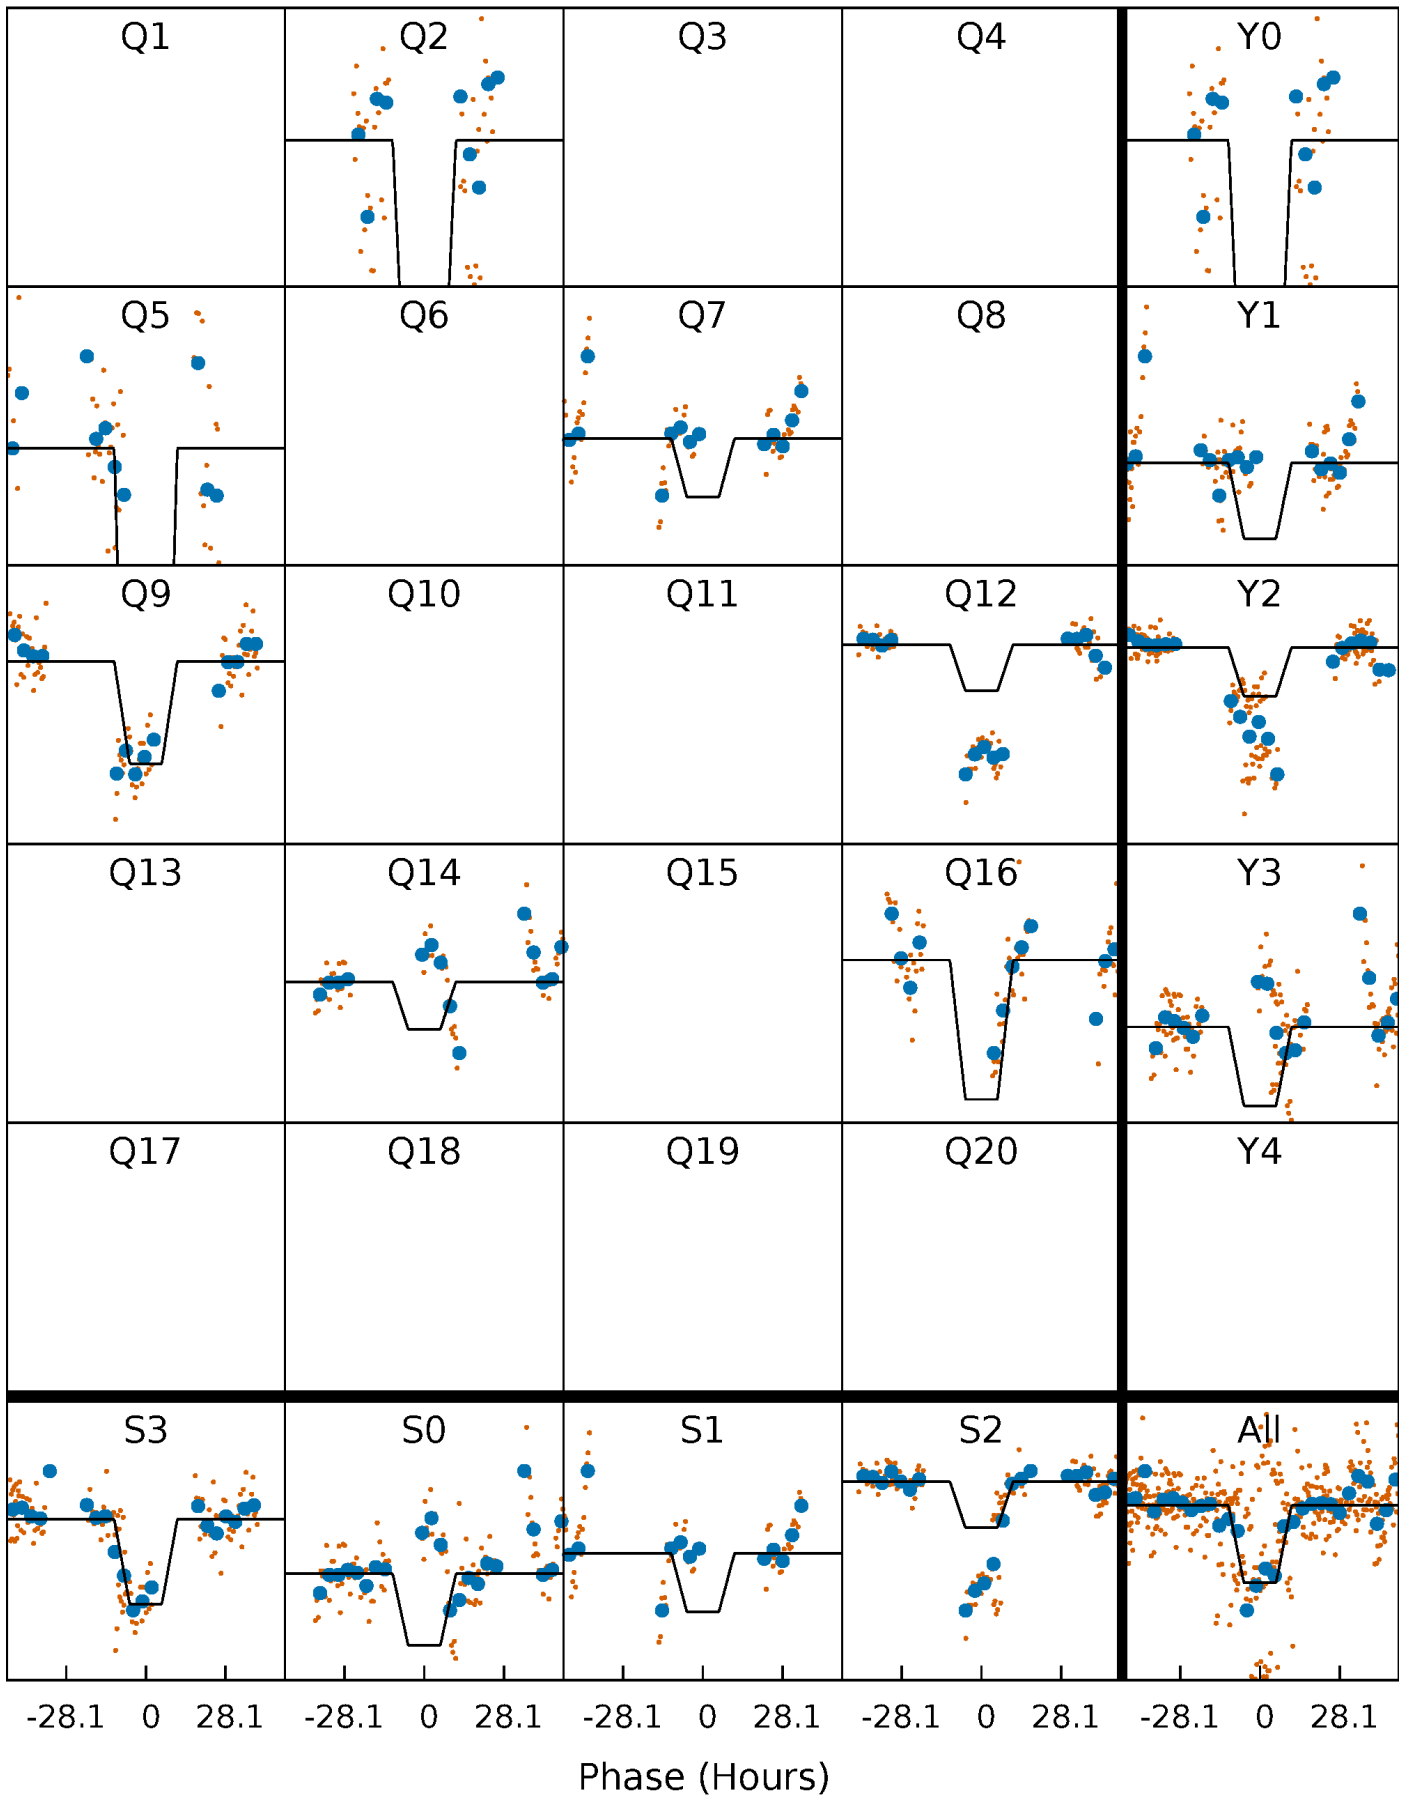 Q1 Q2 Q3 Q4 Y0
Q5 Q6 Q7 Q8 Y1
Q9 Q10 Q11 Q12 Y2
Q13 Q14 Q15 Q16 Y3
Q17 Q18 Q19 Q20 Y4
S3 S0 S1 S2 All
-28.1 0 28.1 -28.1 0 28.1 -28.1 0 28.1 -28.1 0 28.1 -28.1 0 28.1
Phase (Hours)